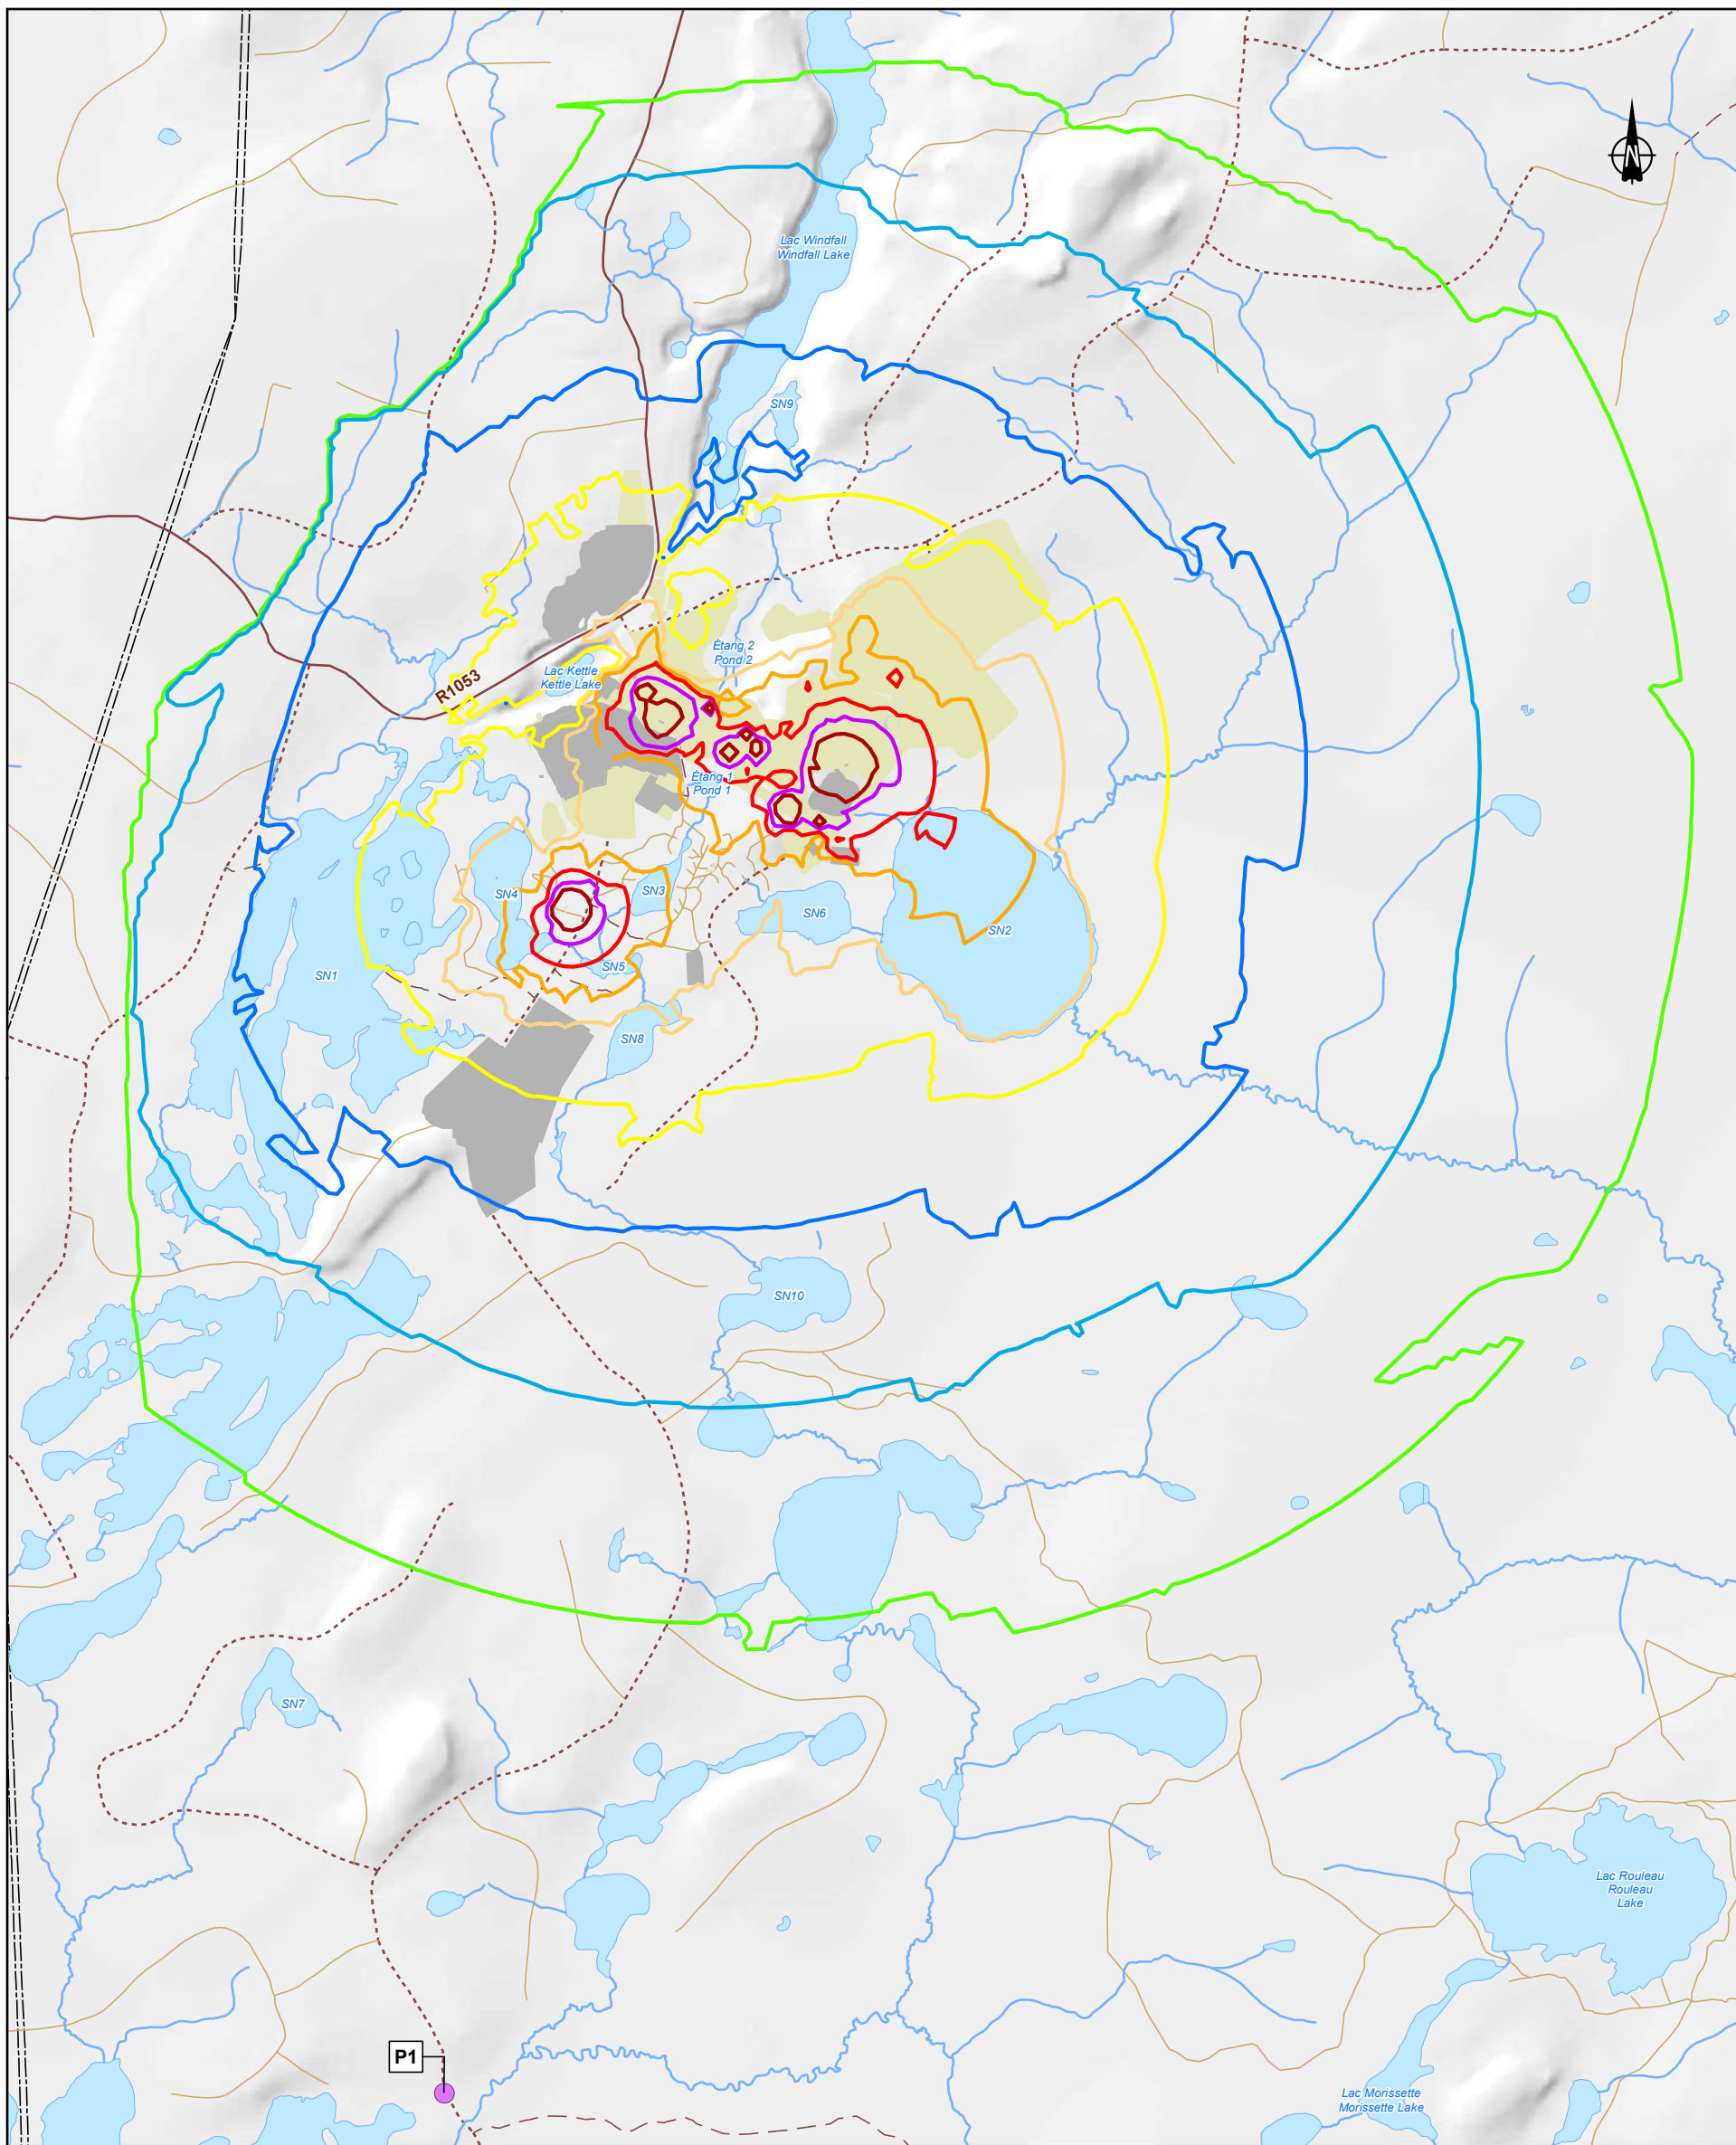 N
Lac Windfall
Windfall Lake
SN9
Étang 2
Pond 2
Lac Kettle
Kettle Lake
R1053
Étang 1
Pond 1
SN4
SN3
SN6
SN2
SN5
SN1
SN8
SN10
SN7
Lac Rouleau
Rouleau
Lake
P1
Lac Morissette
Morissette Lake